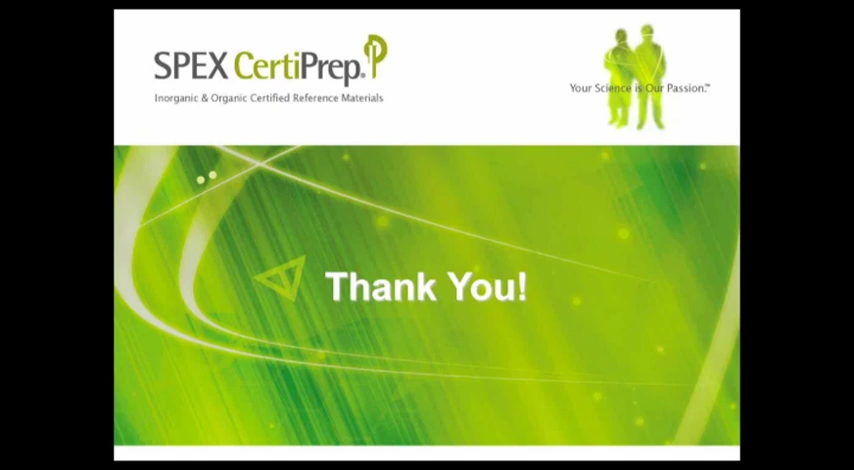 SPEX CertiPrep®
Inorganic & Organic Certified Reference Materials
Your Science is Our Passion.™
Thank You!